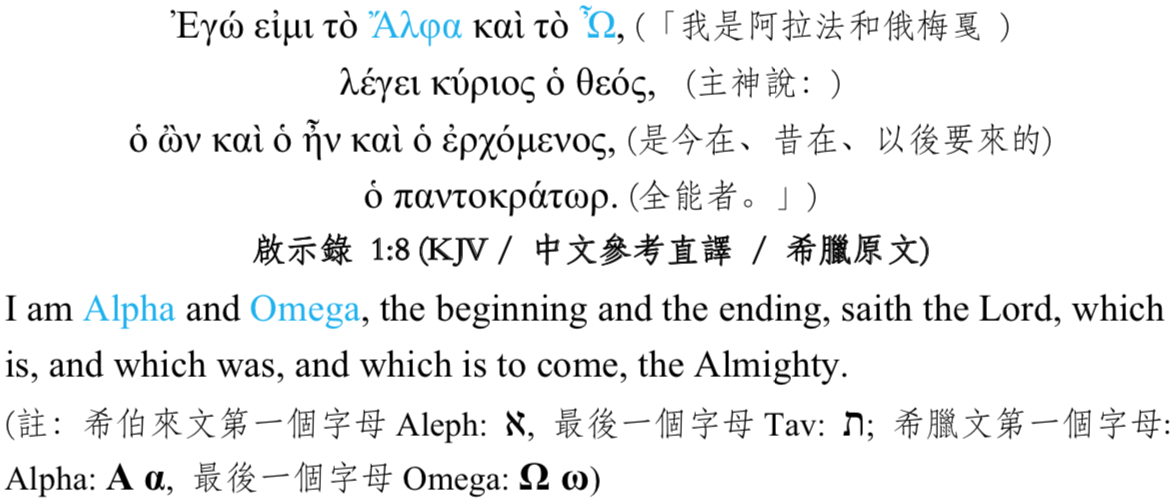 Ἐγώ εἰμι τὸ Ἄλφα καὶ τὸ Ὦ, (「我是阿拉法和俄梅戛 )
λέγει κύριος ὁ θεός, (主神說: )
ὁ ὢν καὶ ὁ ἦν καὶ ὁ ἐρχόμενος, (是今在、昔在、以後要來的)
ὁ παντοκράτωρ. (全能者。」)
啟示錄 1:8 (KJV / 中文參考直譯 / 希臘原文)
I am Alpha and Omega, the beginning and the ending, saith the Lord, which
is, and which was, and which is to come, the Almighty.
(註: 希伯來文第一個字母 Aleph: א, 最後一個字母 Tav: ת; 希臘文第一個字母:
Alpha: Α α, 最後一個字母 Omega: Ω ω)